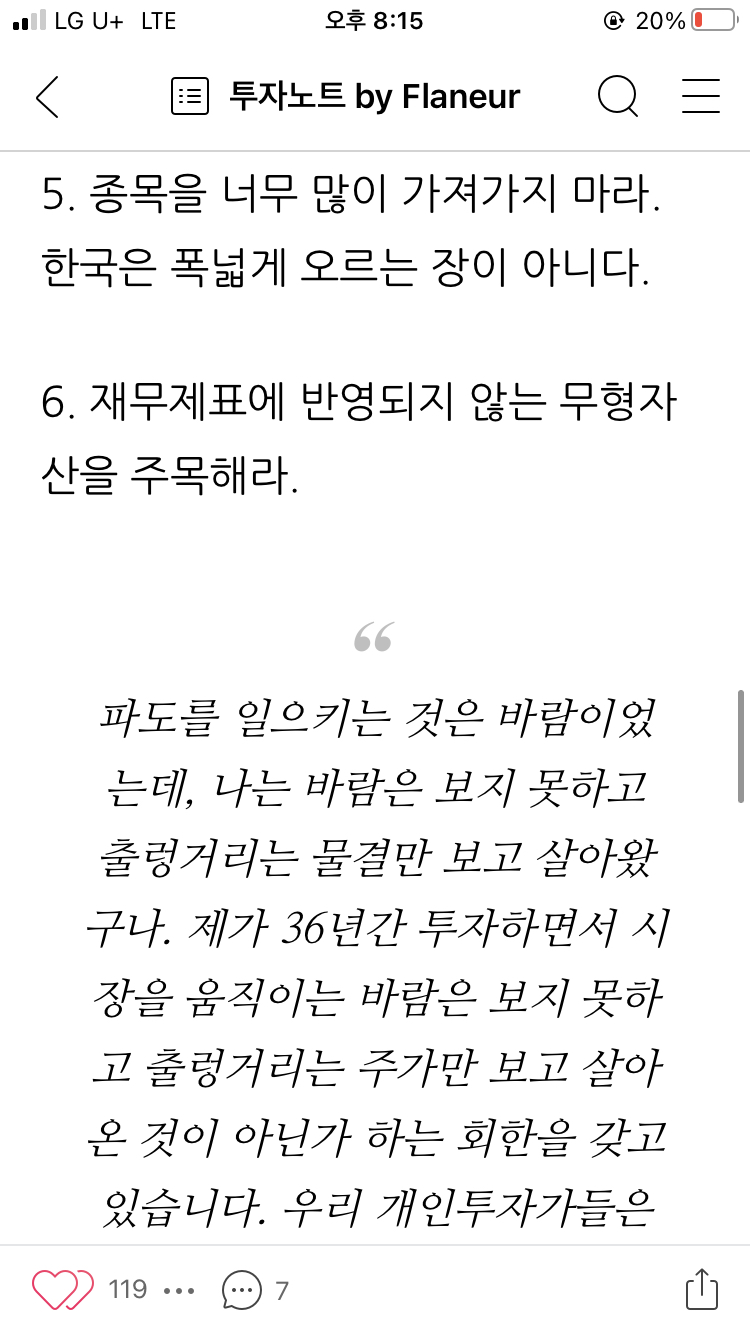 LG U+ LTE 오후 8:15 20%
투자노트 by Flaneur
5. 종목을 너무 많이 가져가지 마라.
한국은 폭넓게 오르는 장이 아니다.
6. 재무제표에 반영되지 않는 무형자
산을 주목해라.
“
파도를 일으키는 것은 바람이었
는데, 나는 바람은 보지 못하고
출렁거리는 물결만 보고 살아왔
구나. 제가 36년간 투자하면서 시
장을 움직이는 바람은 보지 못하
고 출렁거리는 주가만 보고 살아
온 것이 아닌가 하는 회한을 갖고
있습니다. 우리 개인투자가들은
119 ••• 7